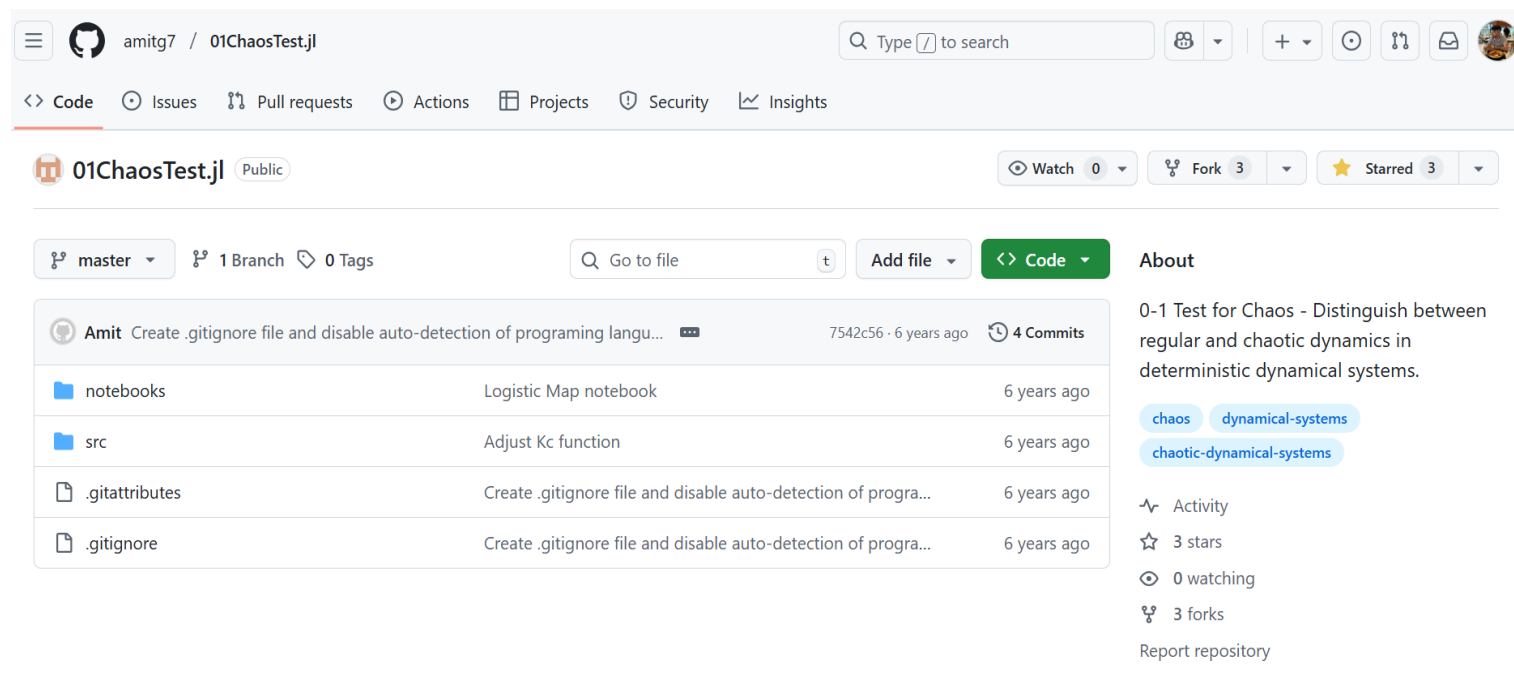 amitg7 / 01ChaosTest.jl
Type / to search
Code Issues Pull requests Actions Projects Security Insights
01ChaosTest.jl Public
Watch 0 Fork 3 Starred 3
master 1 Branch 0 Tags
Go to file t Add file Code
Amit Create .gitignore file and disable auto-detection of programing langu... 7542c56 · 6 years ago 4 Commits
notebooks Logistic Map notebook 6 years ago
src Adjust Kc function 6 years ago
.gitattributes Create .gitignore file and disable auto-detection of progra... 6 years ago
.gitignore Create .gitignore file and disable auto-detection of progra... 6 years ago
About
0-1 Test for Chaos - Distinguish between
regular and chaotic dynamics in
deterministic dynamical systems.
chaos dynamical-systems
chaotic-dynamical-systems
Activity
3 stars
0 watching
3 forks
Report repository